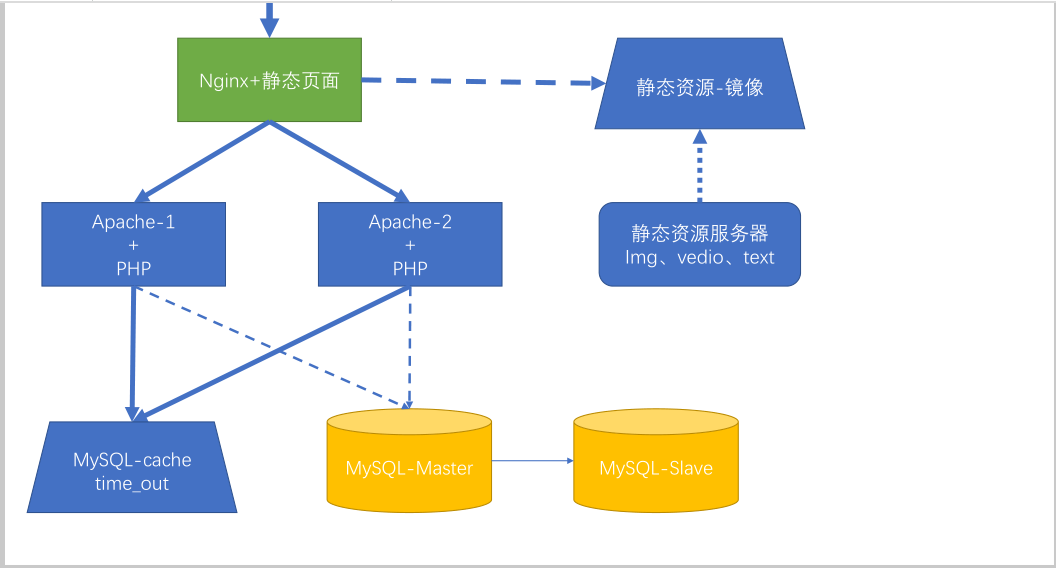 Nginx+静态页面
静态资源-镜像
Apache-1
+
PHP
Apache-2
+
PHP
静态资源服务器
Img、vedio、text
MySQL-cache
time_out
MySQL-Master
MySQL-Slave